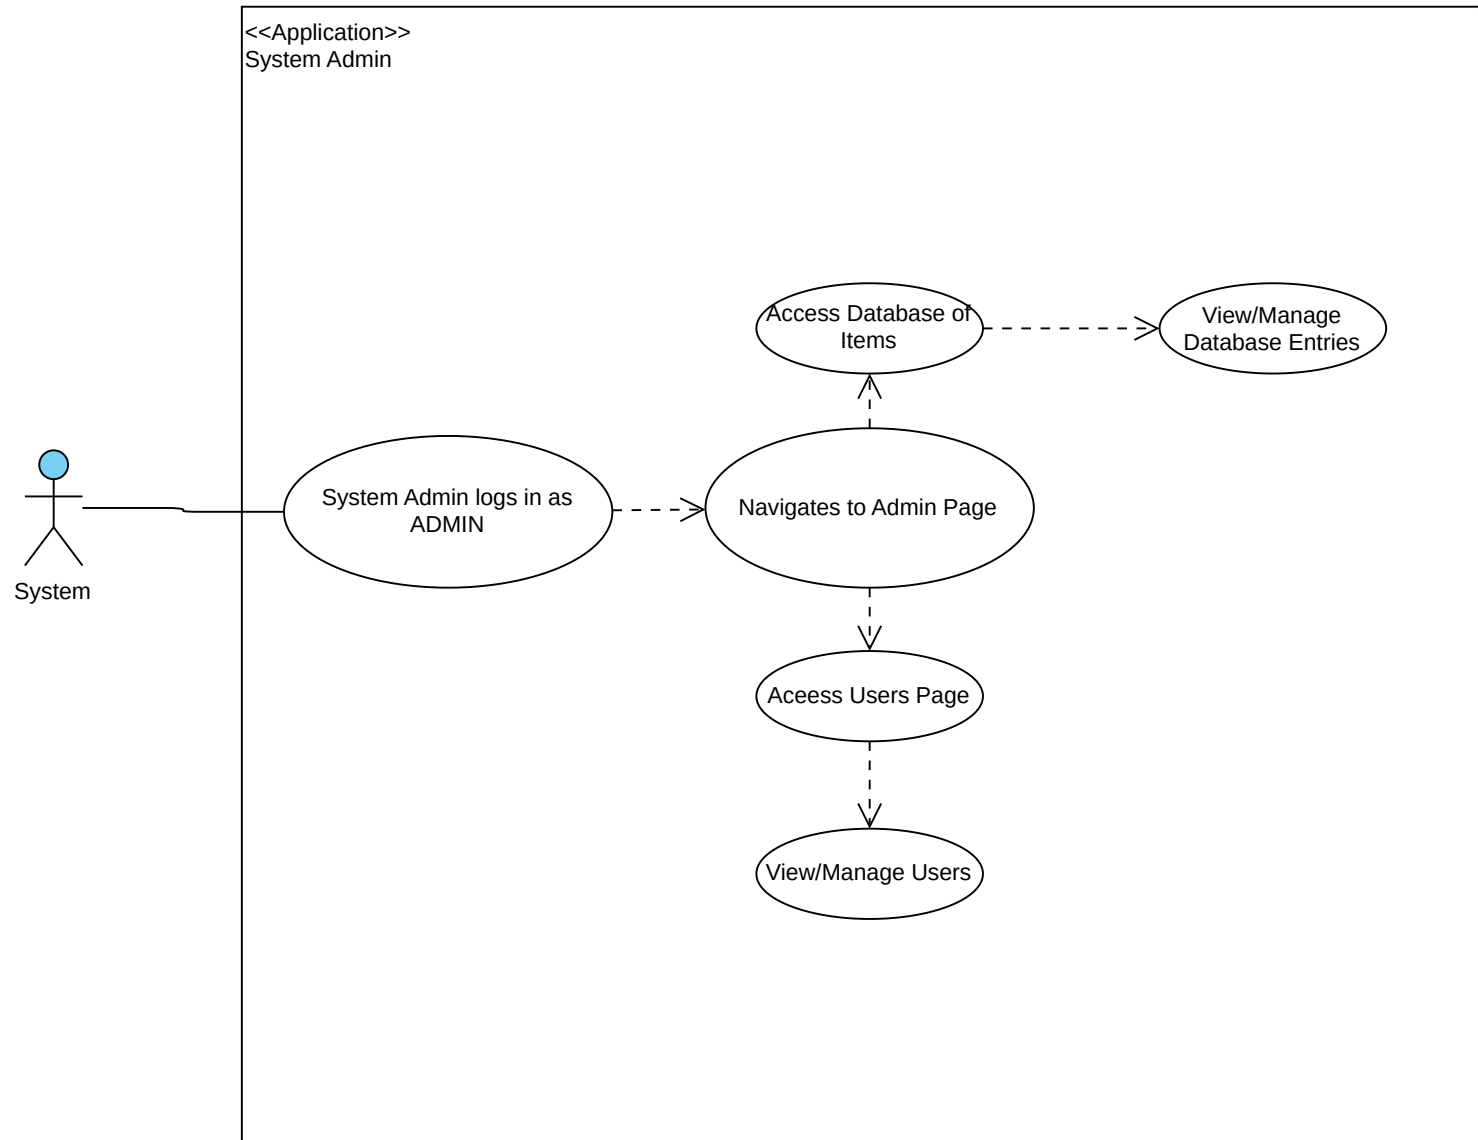 <<Application>>
System Admin
Access Database of
Items
View/Manage
Database Entries
System Admin logs in as
ADMIN
Navigates to Admin Page
System
Aceess Users Page
View/Manage Users